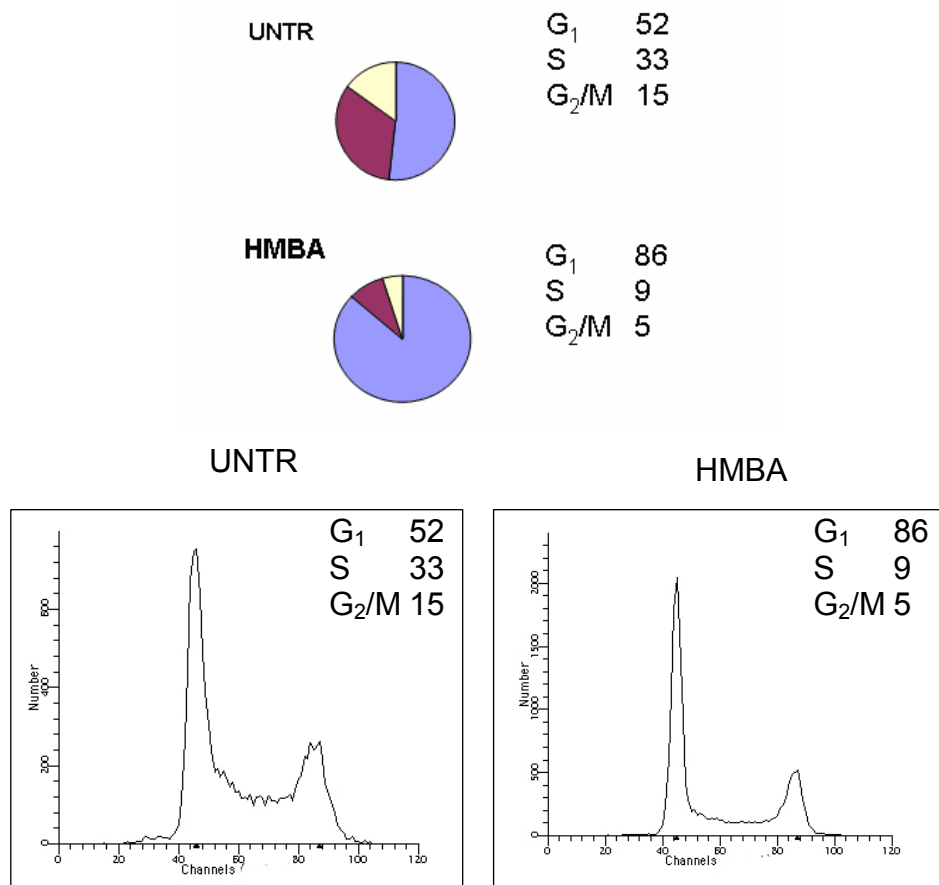 UNTR
G₁ 52
S 33
G₂/M 15
HMBA
G₁ 86
S 9
G₂/M 5
UNTR
HMBA
G₁ 52
S 33
G₂/M 15
Number
600
400
200
0
0 20 40 60 80 100 120
Channels
G₁ 86
S 9
G₂/M 5
Number
2000
1500
1000
500
0
0 20 40 60 80 100 120
Channels